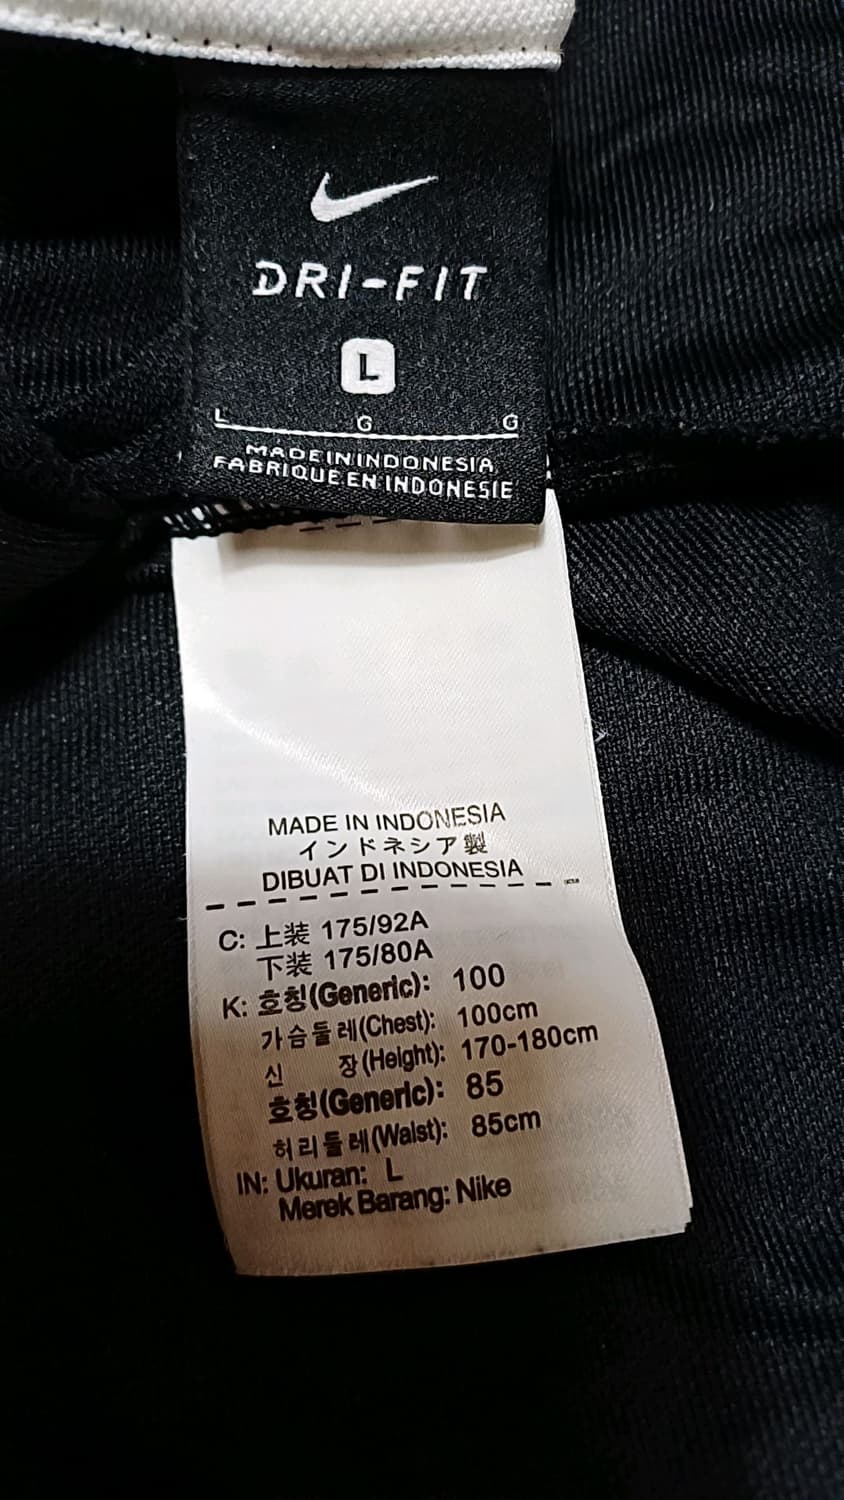 DRI-FIT
L
L G G
MADE IN INDONESIA
FABRIQUE EN INDONESIE
MADE IN INDONESIA
インドネシア製
DIBUAT DI INDONESIA
C: 上装 175/92A
下装 175/80A
K: 호칭(Generic): 100
가슴둘레(Chest): 100cm
신 장(Height): 170-180cm
호칭(Generic): 85
허리둘레(Waist): 85cm
IN: Ukuran: L
Merek Barang: Nike